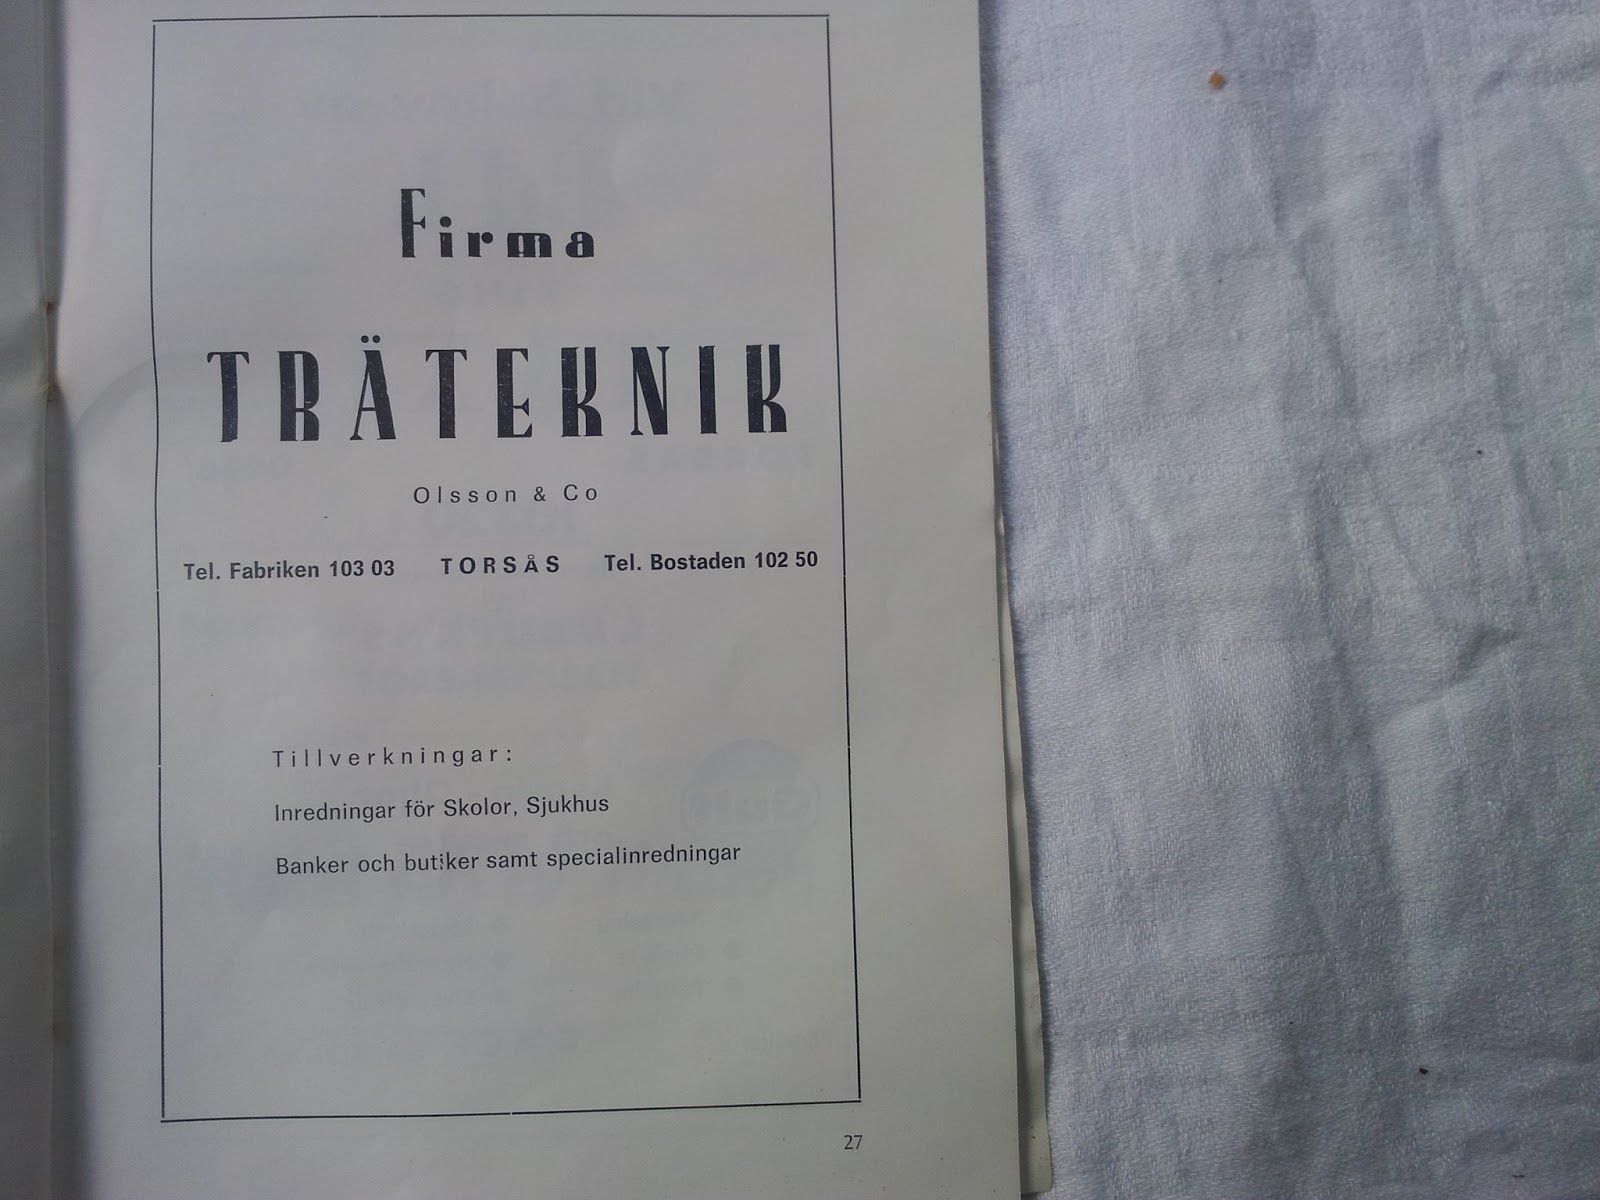 Firma
TRÄTEKNIK
Olsson & Co
Tel. Fabriken 103 03 TORSÅS Tel. Bostaden 102 50
Tillverkningar:
Inredningar för Skolor, Sjukhus
Banker och butiker samt specialinredningar
27